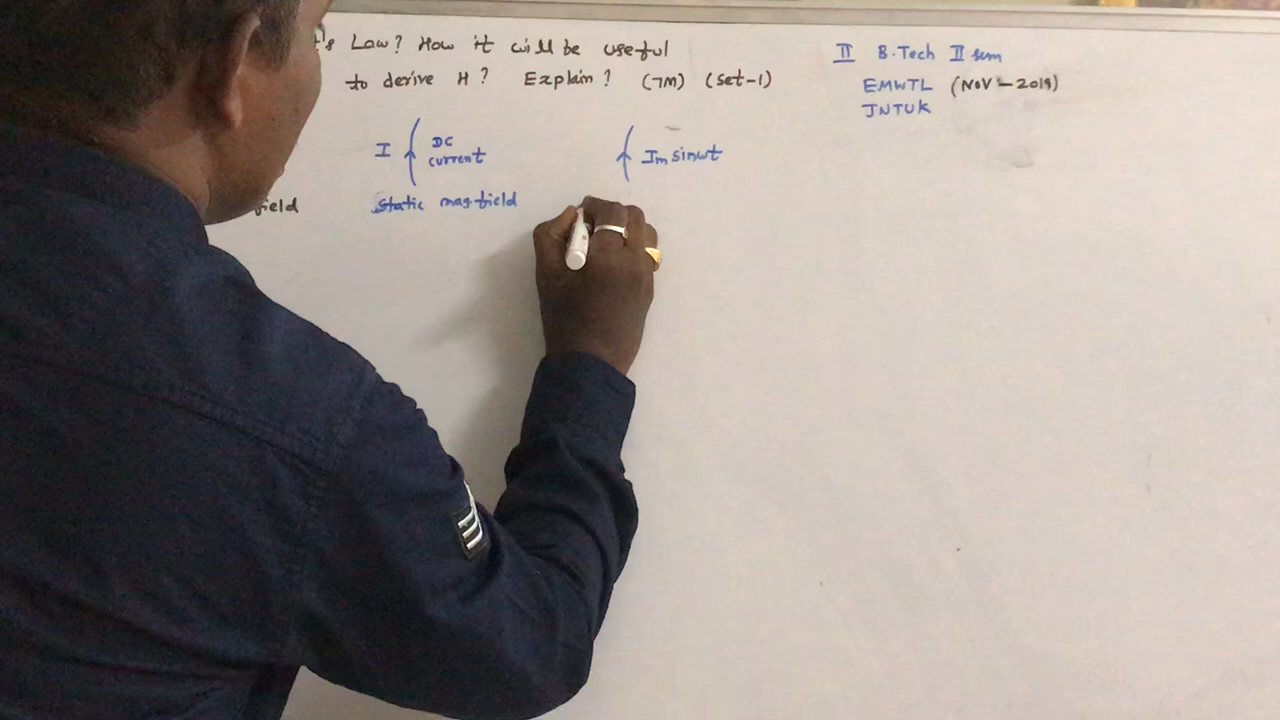 Law? How it will be useful
to derive H? Explain? (7M) (set-1)
II B.Tech II sem
EMWTL (NOV-2019)
JNTUK
I DC current
Im sinwt
field static mag field